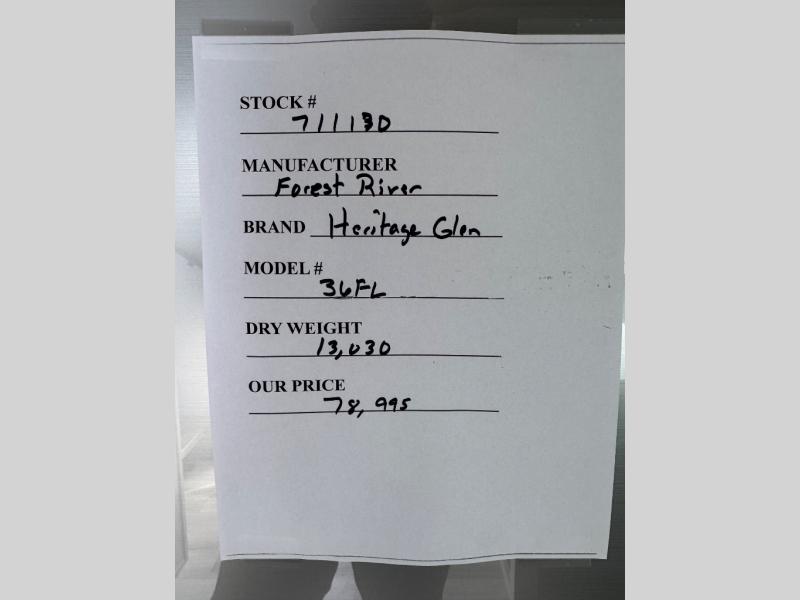 STOCK #
711130
MANUFACTURER
Forest River
BRAND Heritage Glen
MODEL #
36FL
DRY WEIGHT
13,030
OUR PRICE
78,995